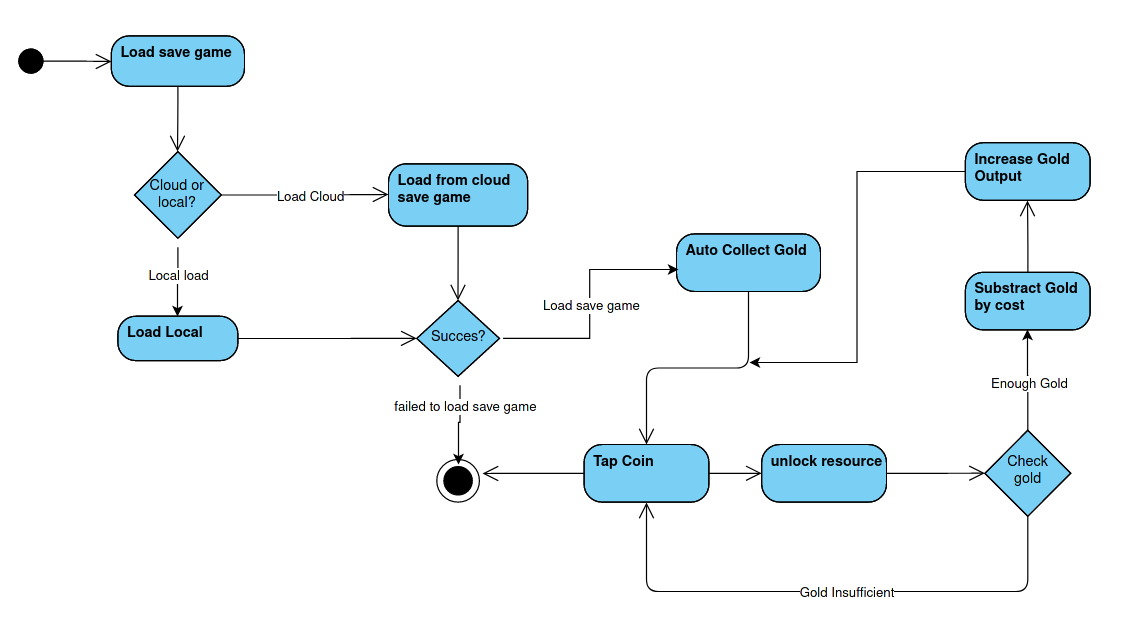 Load save game
Cloud or
local?
Load Cloud
Load from cloud
save game
Local load
Load Local
Succes?
failed to load save game
Load save game
Auto Collect Gold
Increase Gold
Output
Substract Gold
by cost
Enough Gold
Tap Coin
unlock resource
Check
gold
Gold Insufficient